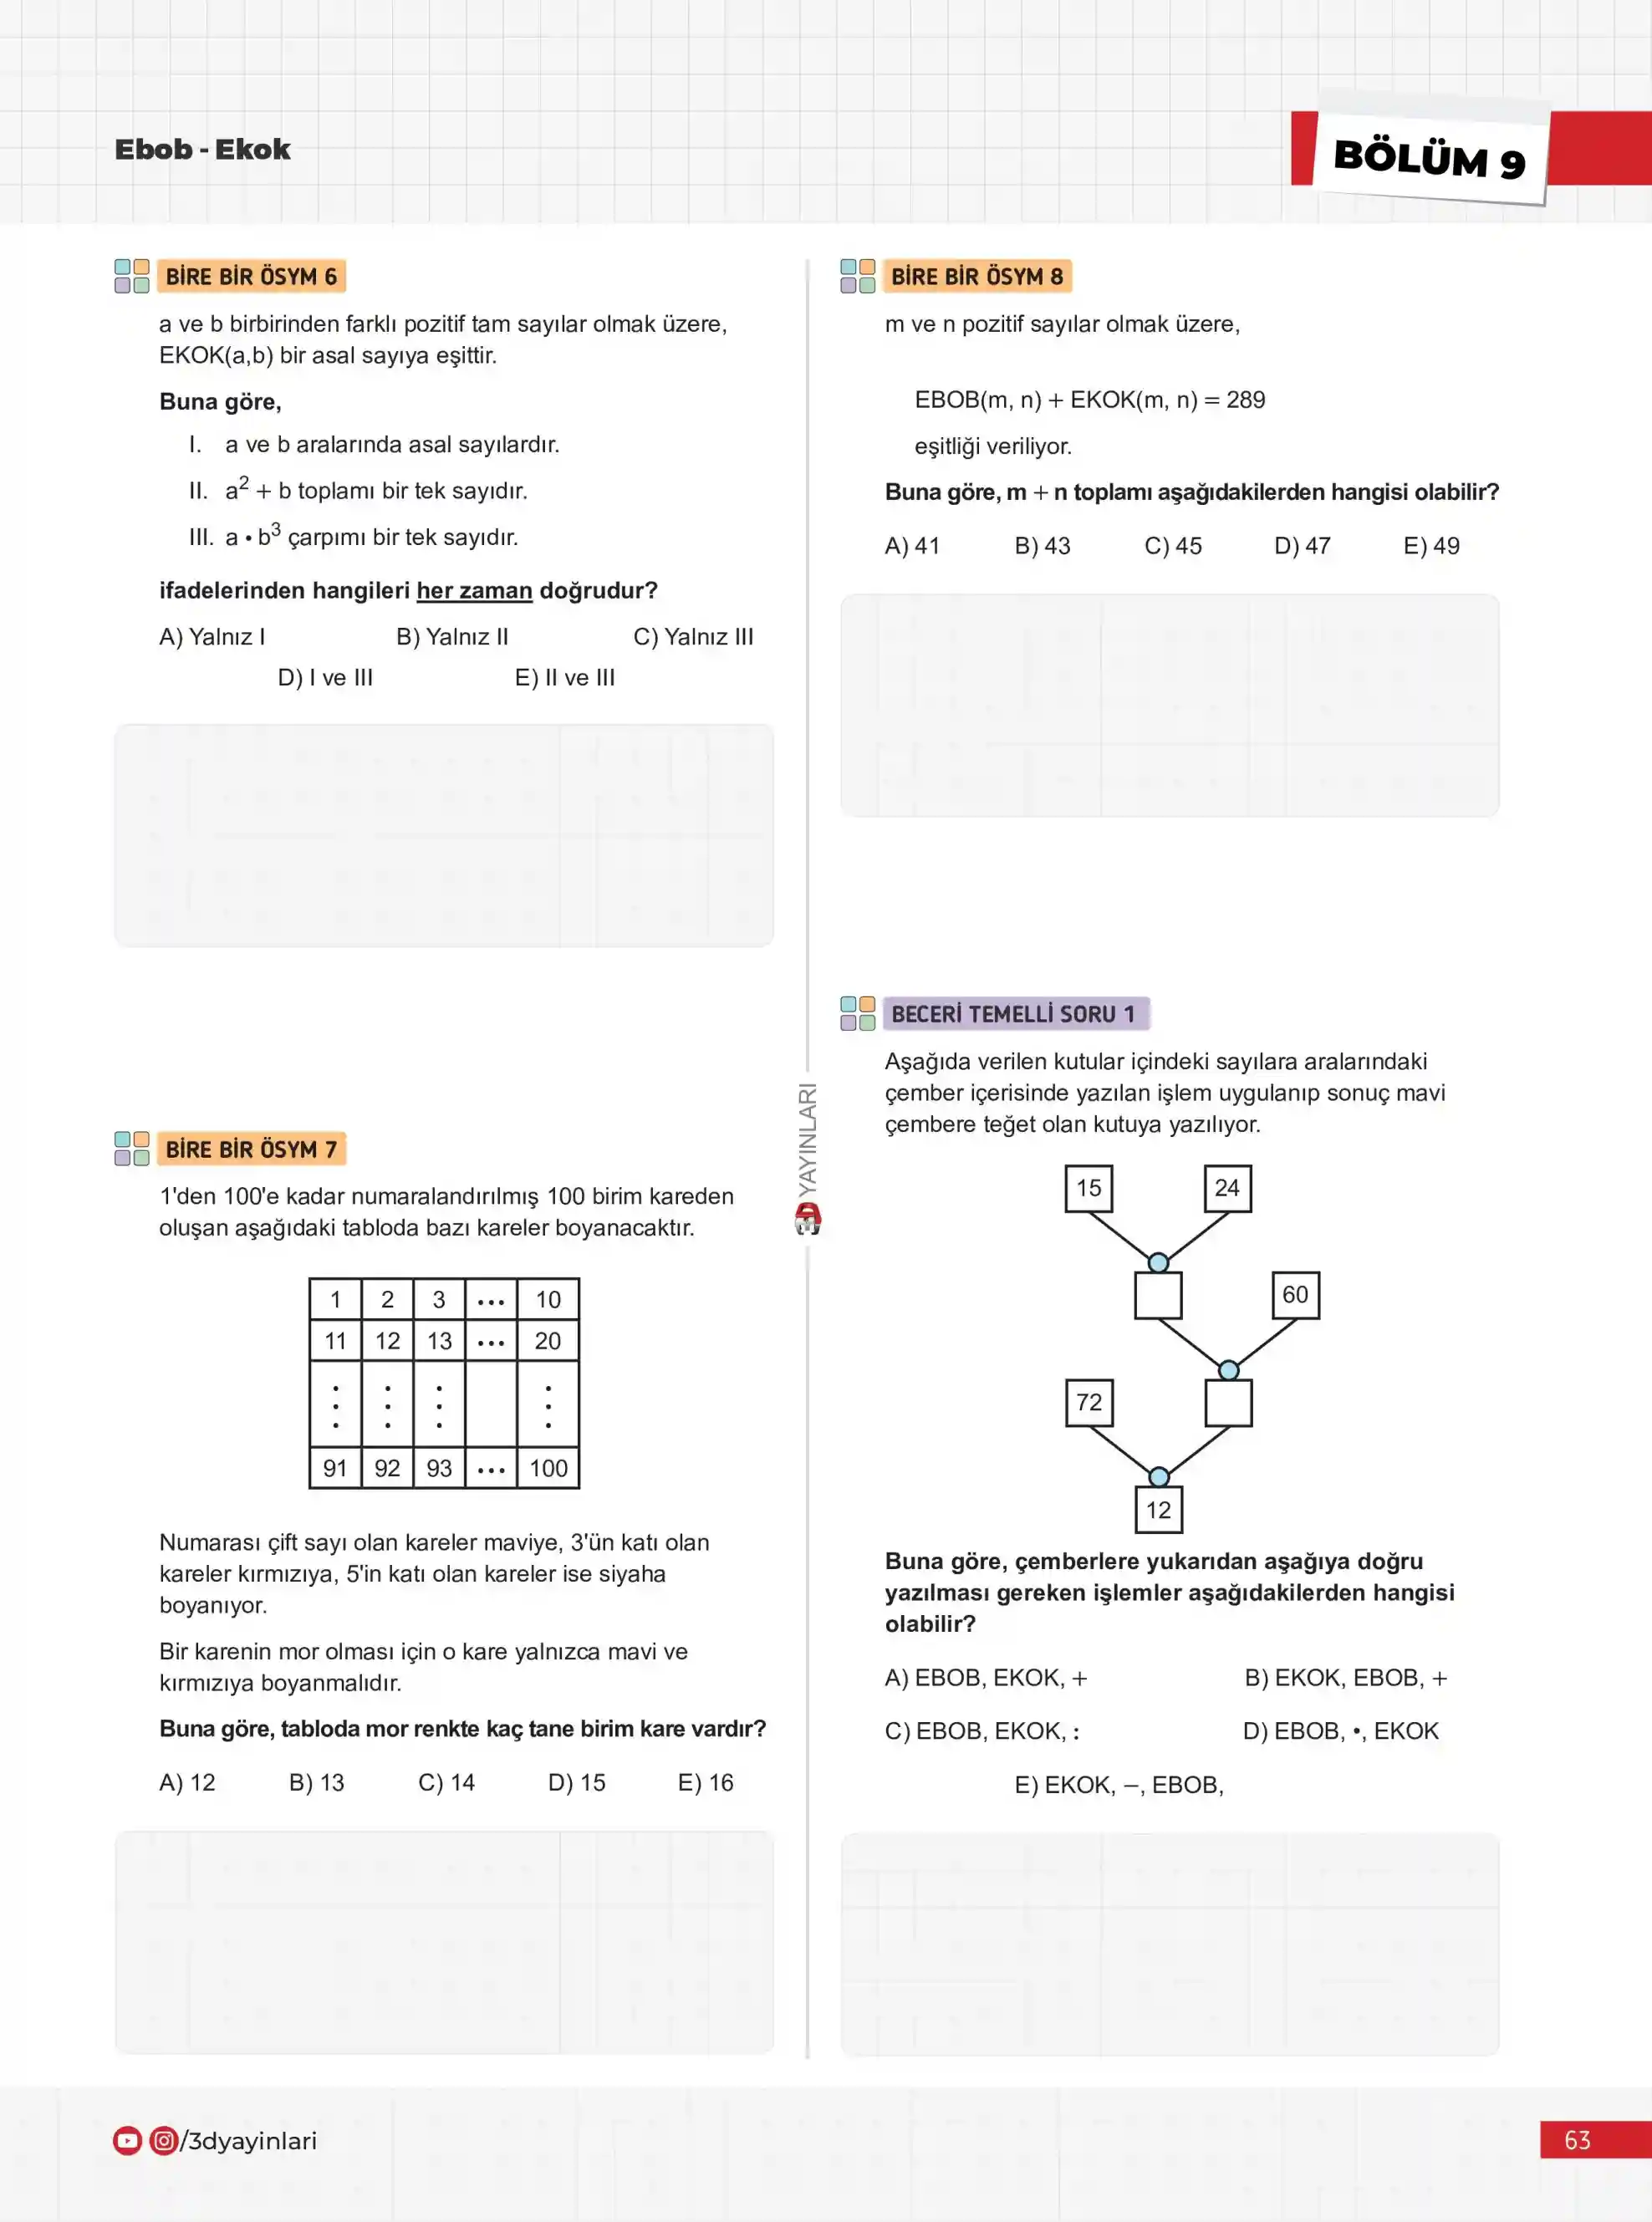 Ebob - Ekok
BÖLÜM 9
BİRE BİR ÖSYM 6
a ve b birbirinden farklı pozitif tam sayılar olmak üzere,
EKOK(a,b) bir asal sayıya eşittir.
Buna göre,
I. a ve b aralarında asal sayılardır.
II. a² + b toplamı bir tek sayıdır.
III. a • b³ çarpımı bir tek sayıdır.
ifadelerinden hangileri her zaman doğrudur?
A) Yalnız I B) Yalnız II C) Yalnız III
D) I ve III E) II ve III
BİRE BİR ÖSYM 7
1'den 100'e kadar numaralandırılmış 100 birim kareden
oluşan aşağıdaki tabloda bazı kareler boyanacaktır.
1 2 3 ... 10
11 12 13 ... 20
⋮ ⋮ ⋮ ⋮
91 92 93 ... 100
Numarası çift sayı olan kareler maviye, 3'ün katı olan
kareler kırmızıya, 5'in katı olan kareler ise siyaha
boyanıyor.
Bir karenin mor olması için o kare yalnızca mavi ve
kırmızıya boyanmalıdır.
Buna göre, tabloda mor renkte kaç tane birim kare vardır?
A) 12 B) 13 C) 14 D) 15 E) 16
YAYINLARI
BİRE BİR ÖSYM 8
m ve n pozitif sayılar olmak üzere,
EBOB(m, n) + EKOK(m, n) = 289
eşitliği veriliyor.
Buna göre, m + n toplamı aşağıdakilerden hangisi olabilir?
A) 41 B) 43 C) 45 D) 47 E) 49
BECERİ TEMELLİ SORU 1
Aşağıda verilen kutular içindeki sayılara aralarındaki
çember içerisinde yazılan işlem uygulanıp sonuç mavi
çembere teğet olan kutuya yazılıyor.
15 24
60
72
12
Buna göre, çemberlere yukarıdan aşağıya doğru
yazılması gereken işlemler aşağıdakilerden hangisi
olabilir?
A) EBOB, EKOK, + B) EKOK, EBOB, +
C) EBOB, EKOK, : D) EBOB, •, EKOK
E) EKOK, –, EBOB,
/3dyayinlari
63